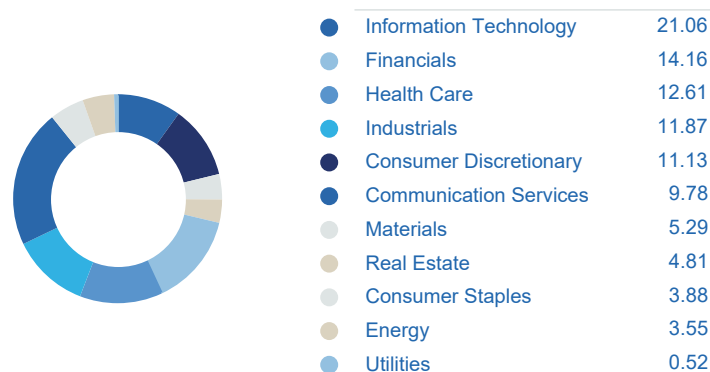 Information Technology 21.06
Financials 14.16
Health Care 12.61
Industrials 11.87
Consumer Discretionary 11.13
Communication Services 9.78
Materials 5.29
Real Estate 4.81
Consumer Staples 3.88
Energy 3.55
Utilities 0.52